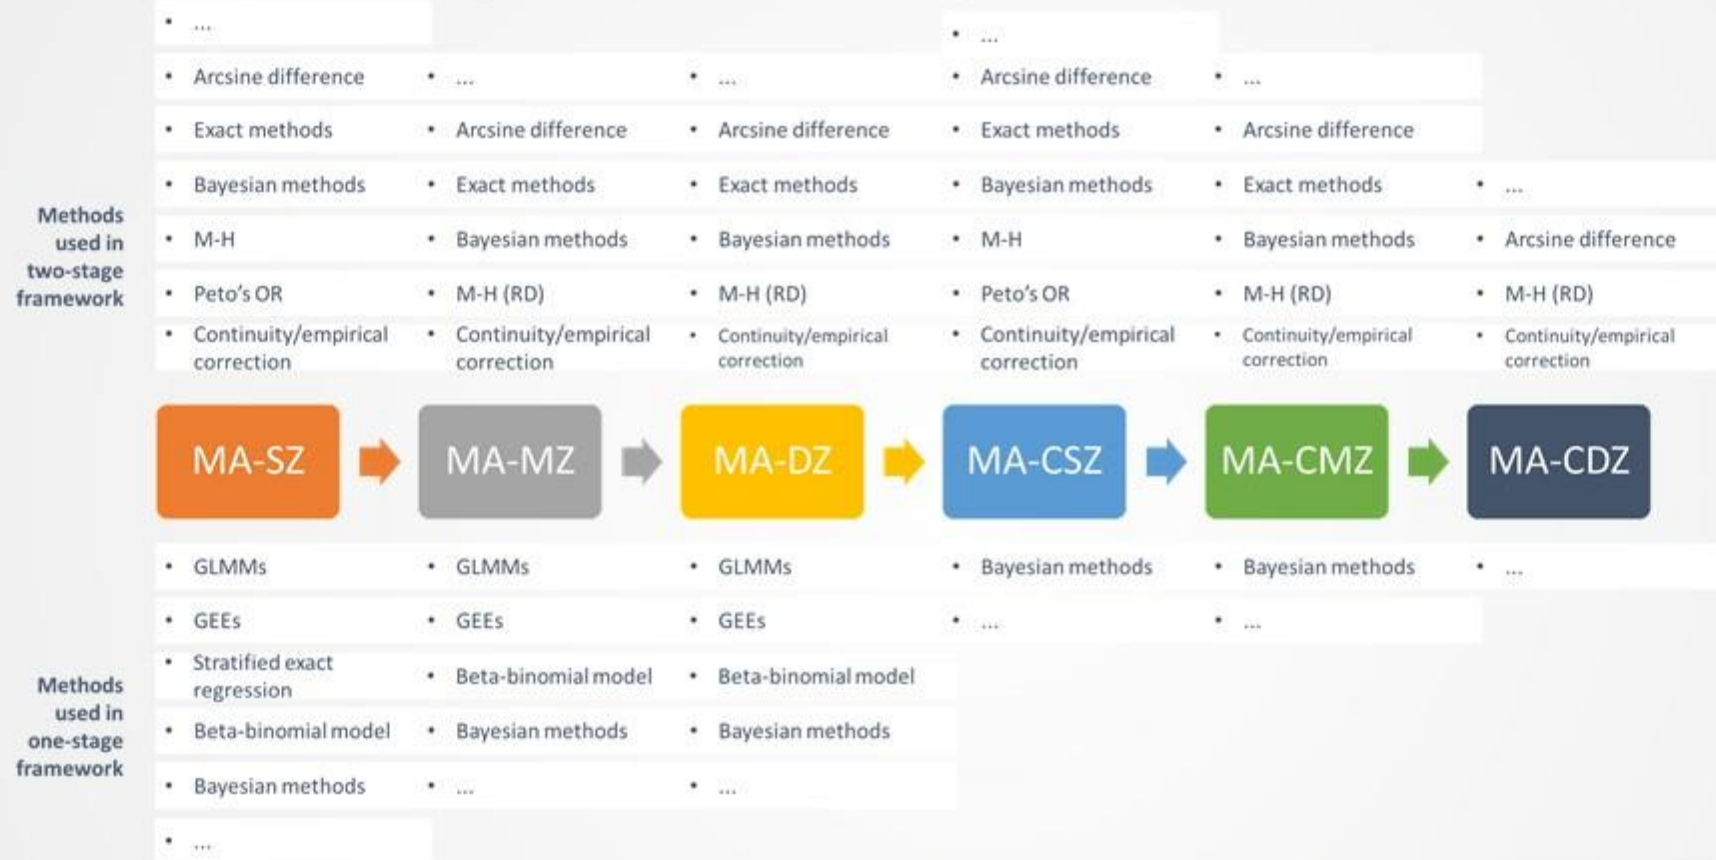 • ...
• ...
• Arcsine difference • ... • ... • Arcsine difference • ...
• Exact methods • Arcsine difference • Arcsine difference • Exact methods • Arcsine difference
• Bayesian methods • Exact methods • Exact methods • Bayesian methods • Exact methods • ...
Methods
used in
two-stage
framework
• M-H • Bayesian methods • Bayesian methods • M-H • Bayesian methods • Arcsine difference
• Peto's OR • M-H (RD) • M-H (RD) • Peto's OR • M-H (RD) • M-H (RD)
• Continuity/empirical • Continuity/empirical • Continuity/empirical • Continuity/empirical • Continuity/empirical • Continuity/empirical
correction correction correction correction correction correction
MA-SZ MA-MZ MA-DZ MA-CSZ MA-CMZ MA-CDZ
• GLMMs • GLMMs • GLMMs • Bayesian methods • Bayesian methods • ...
• GEEs • GEEs • GEEs • ... • ...
• Stratified exact
regression • Beta-binomial model • Beta-binomial model
Methods
used in
one-stage
framework
• Beta-binomial model • Bayesian methods • Bayesian methods
• Bayesian methods • ... • ...
• ...